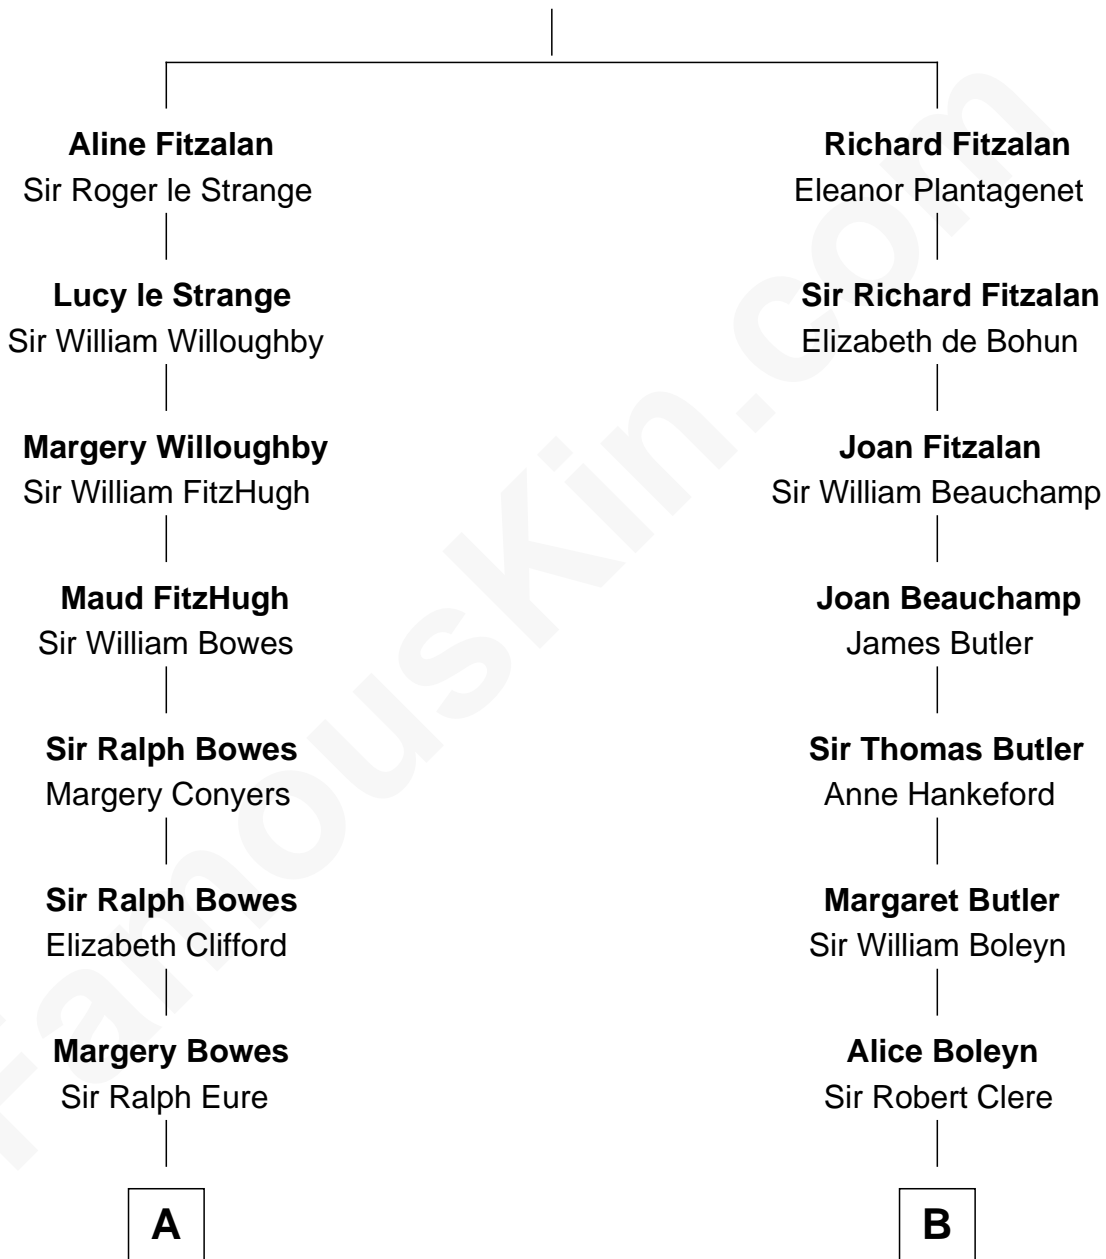 Aline Fitzalan
Sir Roger le Strange
Lucy le Strange
Sir William Willoughby
Margery Willoughby
Sir William FitzHugh
Maud FitzHugh
Sir William Bowes
Sir Ralph Bowes
Margery Conyers
Sir Ralph Bowes
Elizabeth Clifford
Margery Bowes
Sir Ralph Eure
A
Richard Fitzalan
Eleanor Plantagenet
Sir Richard Fitzalan
Elizabeth de Bohun
Joan Fitzalan
Sir William Beauchamp
Joan Beauchamp
James Butler
Sir Thomas Butler
Anne Hankeford
Margaret Butler
Sir William Boleyn
Alice Boleyn
Sir Robert Clere
B
FamousKin.com